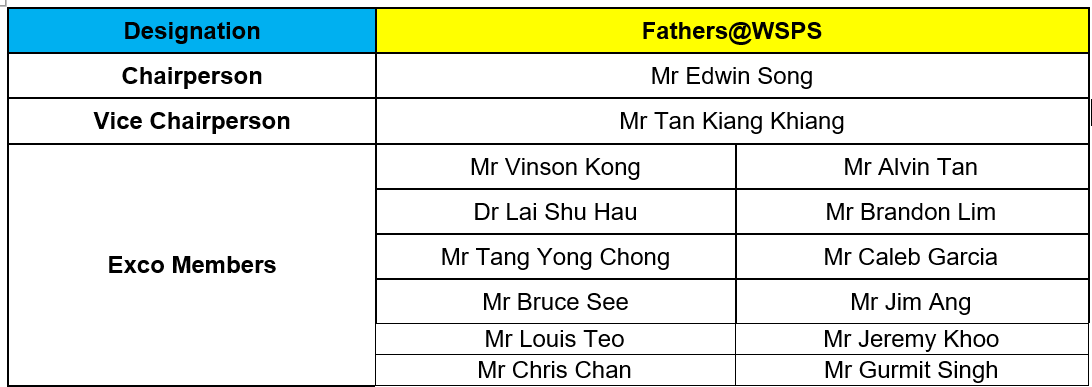 Designation Fathers@WSPS
Chairperson Mr Edwin Song
Vice Chairperson Mr Tan Kiang Khiang
Exco Members
Mr Vinson Kong Mr Alvin Tan
Dr Lai Shu Hau Mr Brandon Lim
Mr Tang Yong Chong Mr Caleb Garcia
Mr Bruce See Mr Jim Ang
Mr Louis Teo Mr Jeremy Khoo
Mr Chris Chan Mr Gurmit Singh